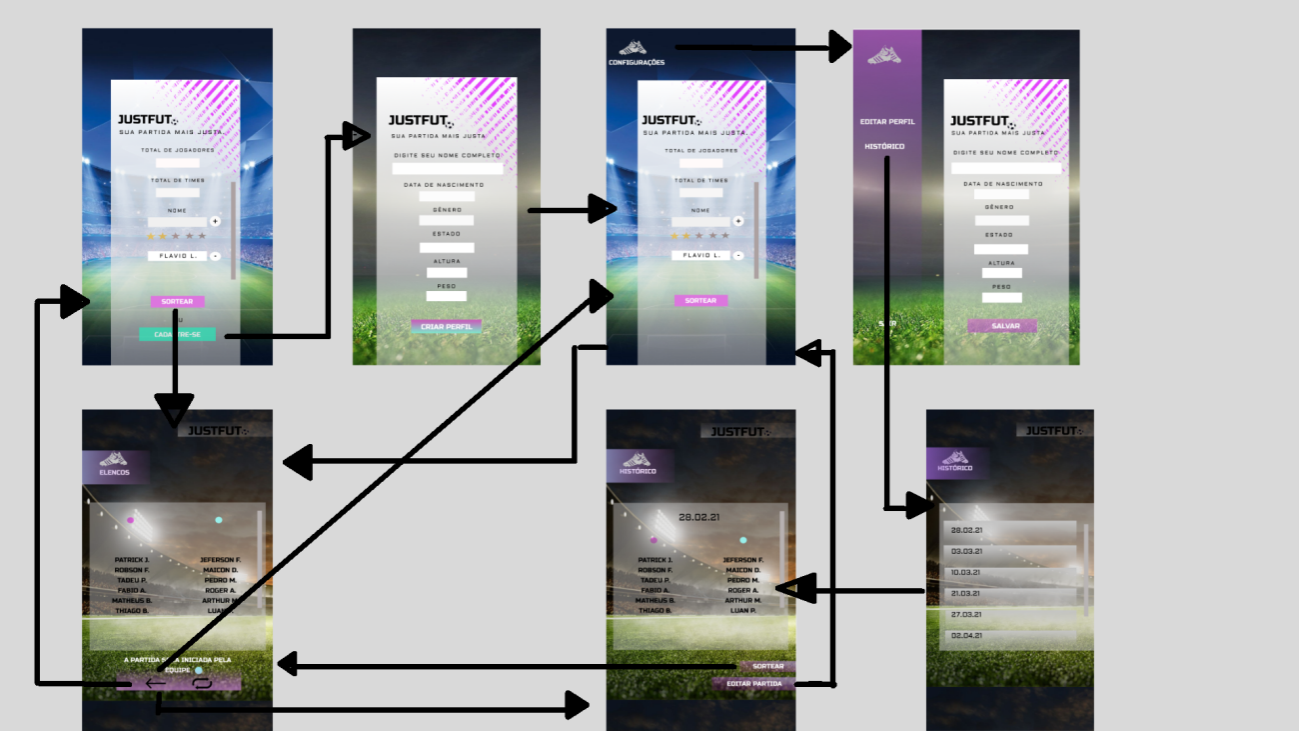 JUSTFUT
SUA PARTIDA MAIS JUSTA
TOTAL DE JOGADORES
TOTAL DE TIMES
NOME
+
FLAVIO L.
-
SORTEAR
JUSTFUT
SUA PARTIDA MAIS JUSTA
DIGITE SEU NOME COMPLETO
DATA DE NASCIMENTO
GÊNERO
ESTADO
ALTURA
PESO
CRIAR PERFIL
CONFIGURAÇÕES
JUSTFUT
SUA PARTIDA MAIS JUSTA
TOTAL DE JOGADORES
TOTAL DE TIMES
NOME
+
FLAVIO L.
-
SORTEAR
EDITAR PERFIL
HISTÓRICO
JUSTFUT
SUA PARTIDA MAIS JUSTA
DIGITE SEU NOME COMPLETO
DATA DE NASCIMENTO
GÊNERO
ESTADO
ALTURA
PESO
SALVAR
JUSTFUT
ELENCOS
PATRICK J. JEFERSON F.
ROBSON F. MAICON D.
TADEU P. PEDRO M.
FABIO A. ROGER A.
MATHEUS B. ARTHUR M.
THIAGO B. LUAN
A PARTIDA INICIADA PELA
EQUIPE
JUSTFUT
HISTÓRICO
28.02.21
PATRICK J. JEFERSON F.
ROBSON F. MAICON D.
TADEU P. PEDRO M.
FABIO A. ROGER A.
MATHEUS B. ARTHUR M.
THIAGO B. LUAN P.
SORTEAR
EDITAR PARTIDA
JUSTFUT
HISTÓRICO
28.02.21
03.03.21
10.03.21
21.03.21
27.03.21
02.04.21